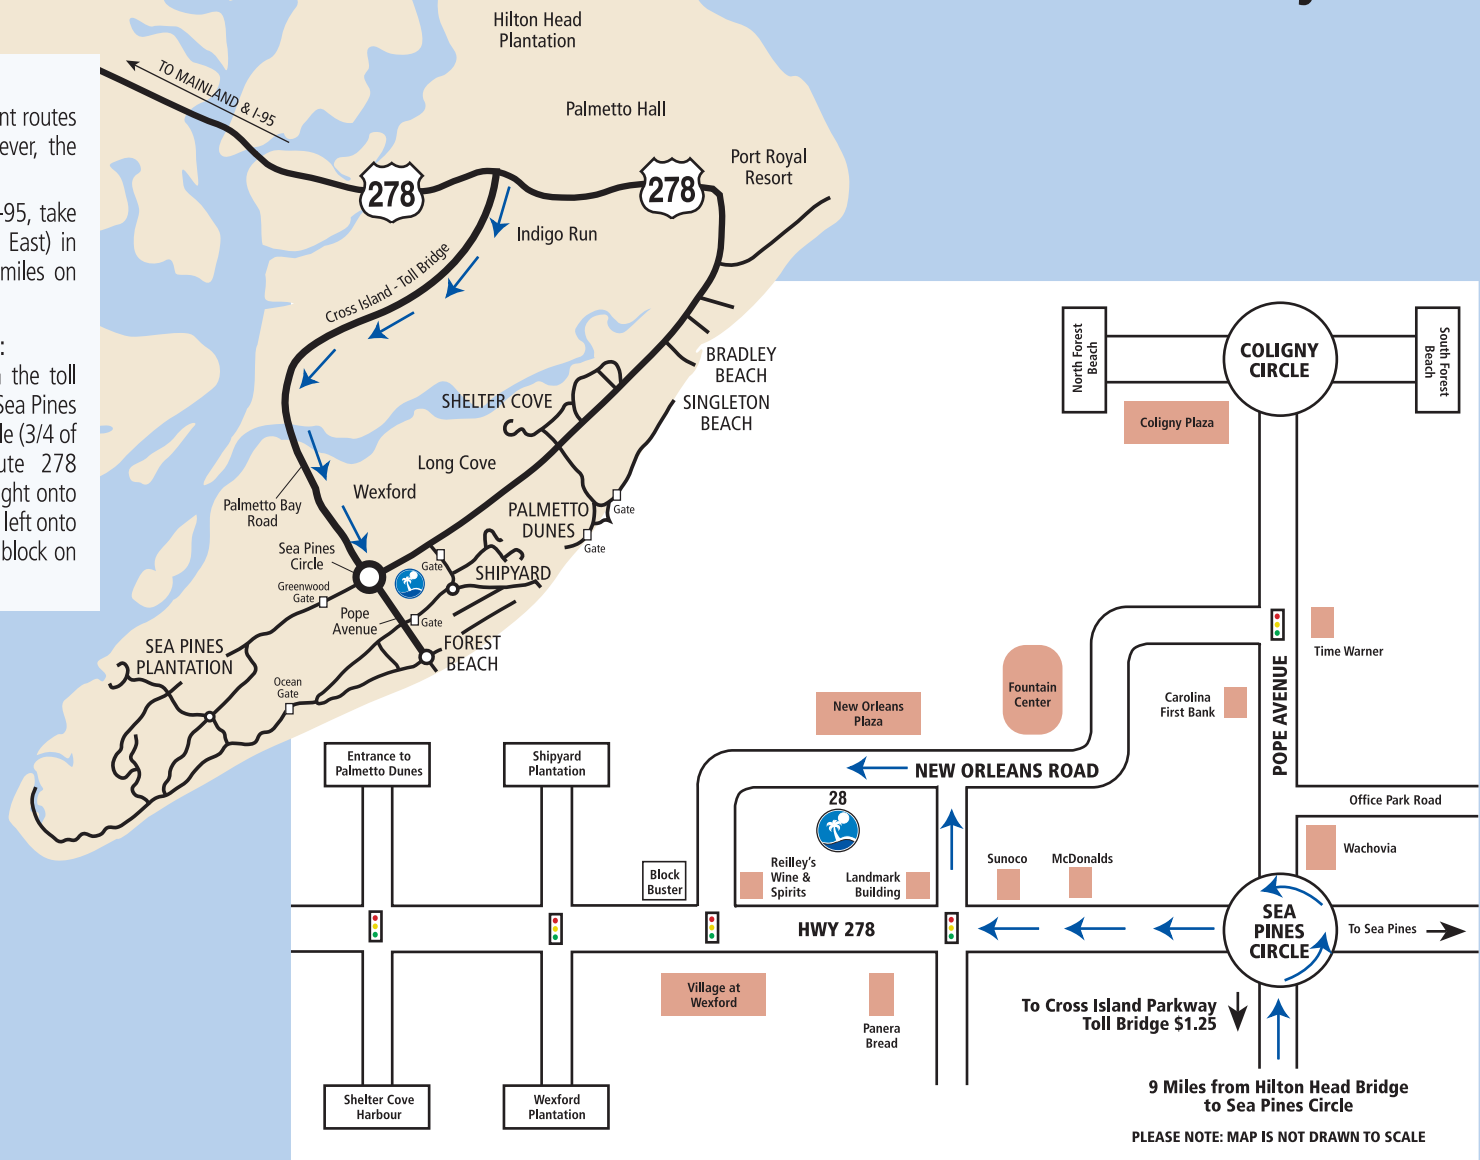 Hilton Head
Plantation
TO MAINLAND & I-95
Palmetto Hall
Port Royal
Resort
278
278
Indigo Run
Cross Island - Toll Bridge
nt routes
ever, the
-95, take
East) in
miles on
:
the toll
Sea Pines
le (3/4 of
ute 278
ght onto
left onto
block on
BRADLEY
BEACH
SHELTER COVE
SINGLETON
BEACH
Long Cove
Wexford
Palmetto Bay
Road
PALMETTO
DUNES
Gate
Gate
Sea Pines
Circle
Greenwood
Gate
Gate
SHIPYARD
Pope
Avenue
Gate
FOREST
BEACH
SEA PINES
PLANTATION
Ocean
Gate
North Forest
Beach
COLIGNY
CIRCLE
South Forest
Beach
Coligny Plaza
Time Warner
Fountain
Center
Carolina
First Bank
POPE AVENUE
New Orleans
Plaza
Entrance to
Palmetto Dunes
Shipyard
Plantation
NEW ORLEANS ROAD
28
Office Park Road
Block
Buster
Reilley's
Wine &
Spirits
Landmark
Building
Sunoco
McDonalds
Wachovia
HWY 278
SEA
PINES
CIRCLE
To Sea Pines
Village at
Wexford
Panera
Bread
To Cross Island Parkway
Toll Bridge $1.25
Shelter Cove
Harbour
Wexford
Plantation
9 Miles from Hilton Head Bridge
to Sea Pines Circle
PLEASE NOTE: MAP IS NOT DRAWN TO SCALE